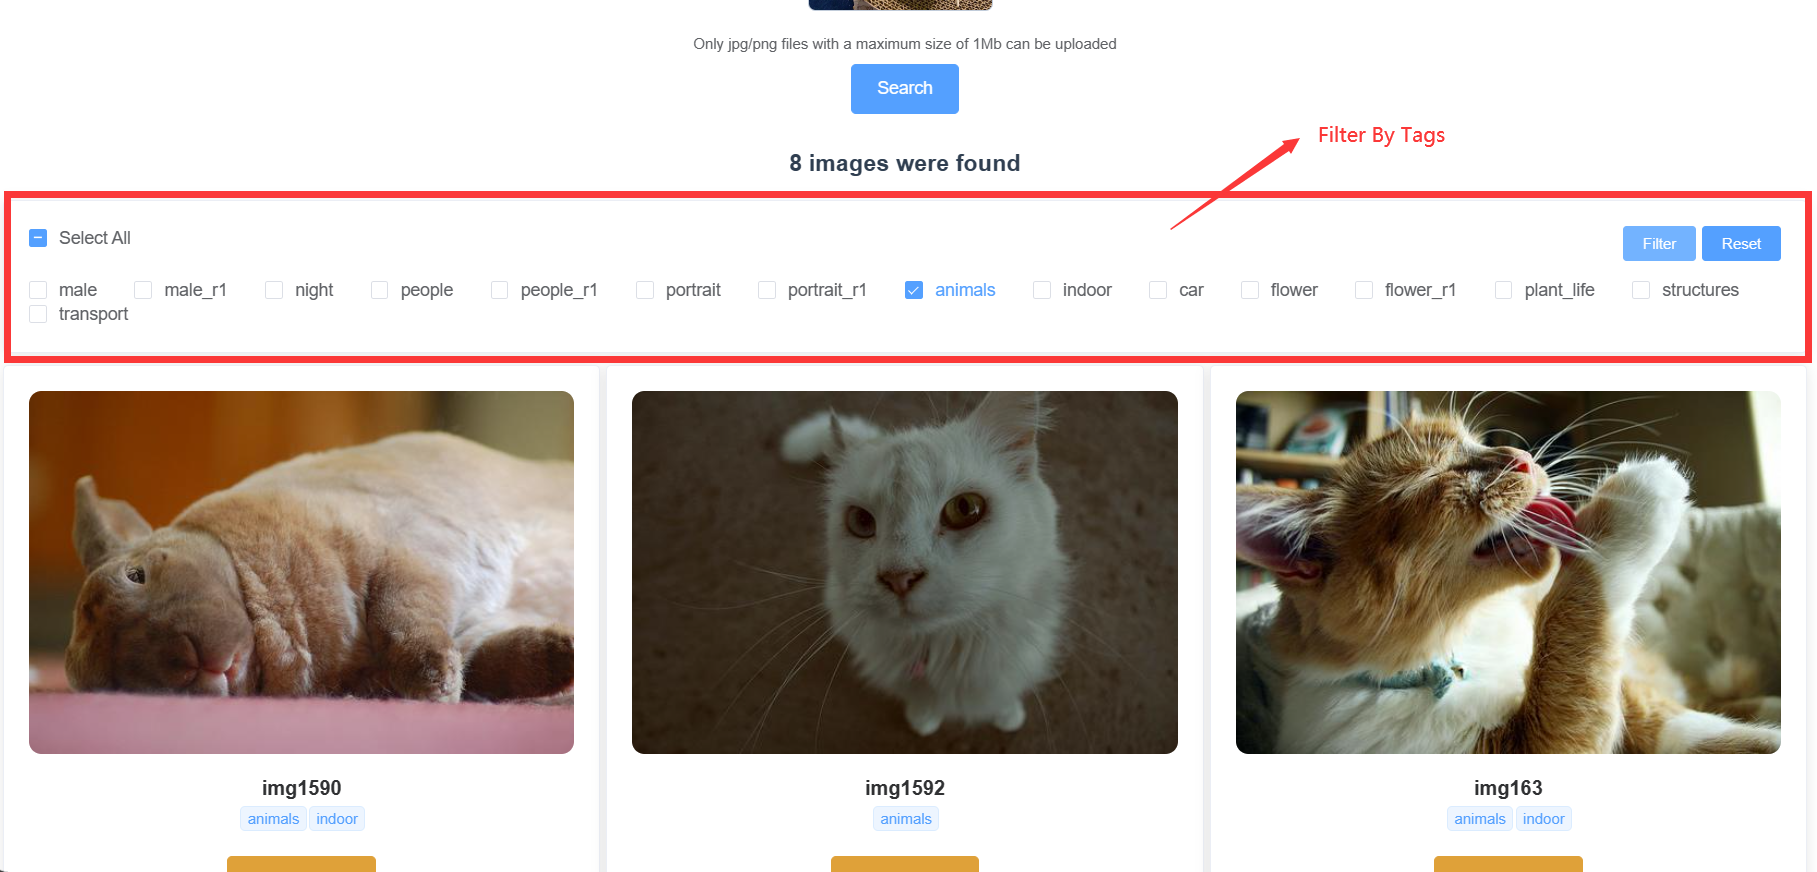 Only jpg/png files with a maximum size of 1Mb can be uploaded
Search
Filter By Tags
8 images were found
Select All
Filter Reset
male male_r1 night people people_r1 portrait portrait_r1 animals indoor car flower flower_r1 plant_life structures
transport
img1590
animals indoor
img1592
animals
img163
animals indoor